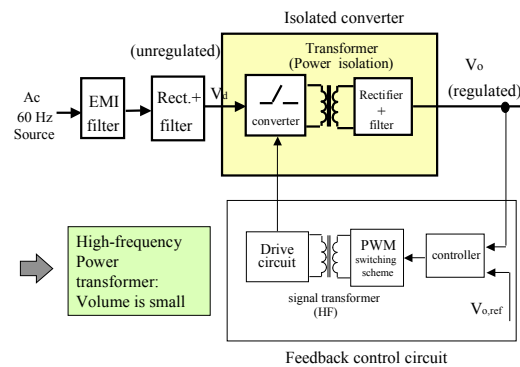 Isolated converter
(unregulated)
Transformer
(Power isolation)
Vo
(regulated)
Ac
60 Hz
Source
EMI
filter
Rect.+
filter
Vd
converter
Rectifier
+
filter
High-frequency
Power
transformer:
Volume is small
Drive
circuit
PWM
switching
scheme
controller
signal transformer
(HF)
Vo,ref
Feedback control circuit